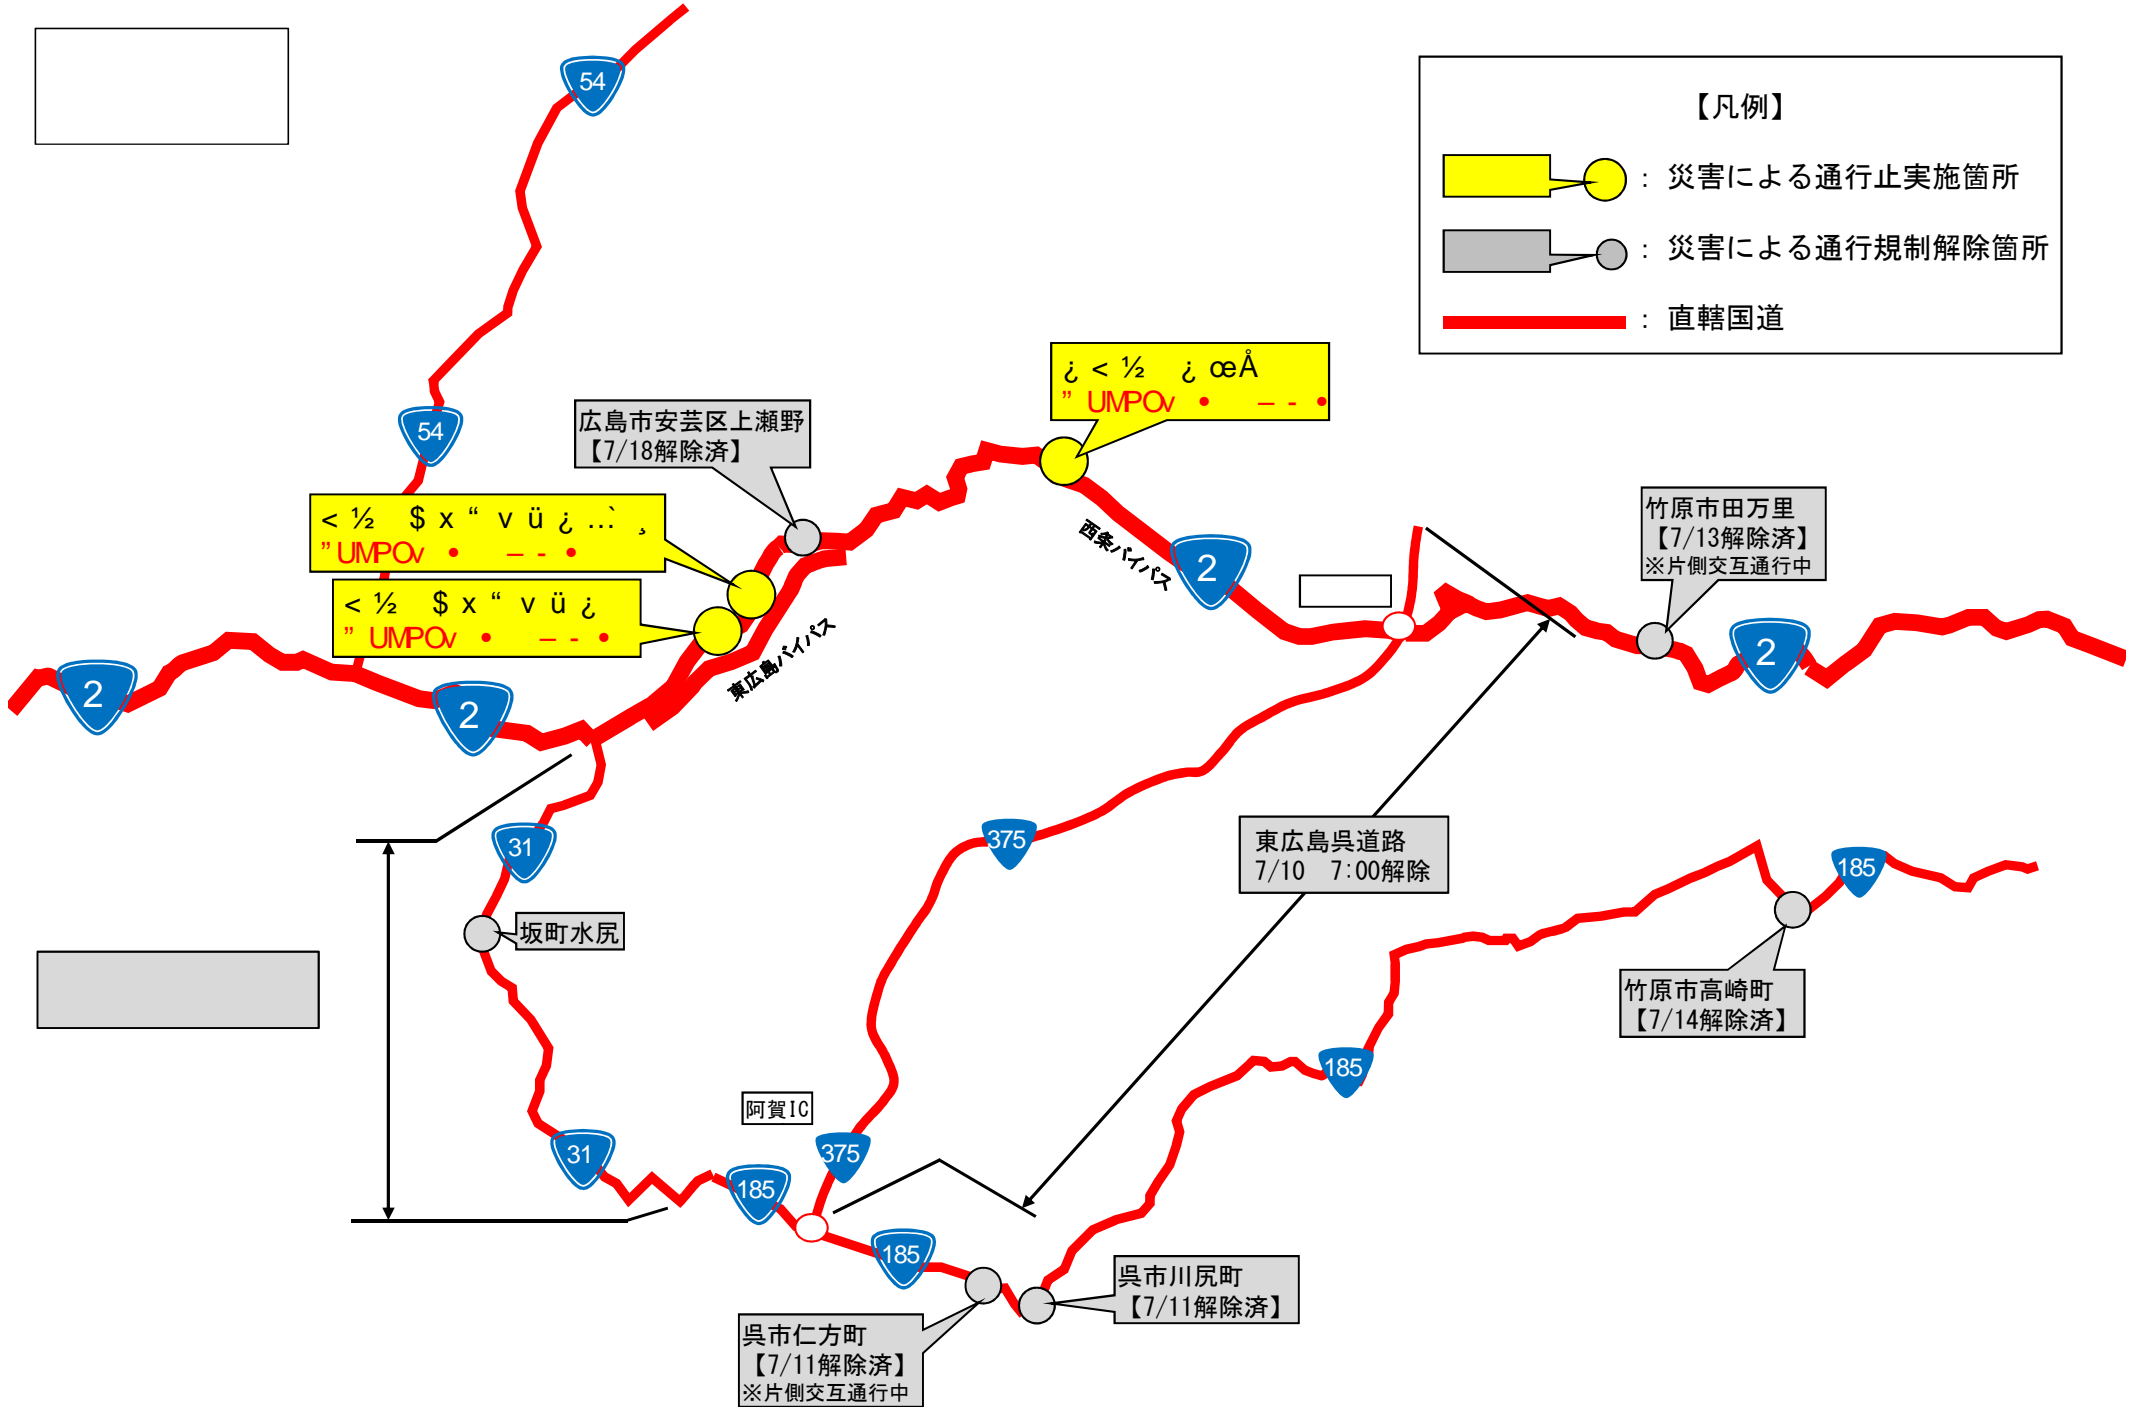 54
【凡例】
: 災害による通行止実施箇所
: 災害による通行規制解除箇所
: 直轄国道
54
広島市安芸区上瀬野
【7/18解除済】
竹原市田万里
【7/13解除済】
※片側交互通行中
西条バイパス
2
東広島バイパス
2
2
2
31
375
東広島呉道路
7/10 7:00解除
185
坂町水尻
竹原市高崎町
【7/14解除済】
185
阿賀IC
31
375
185
185
呉市川尻町
【7/11解除済】
呉市仁方町
【7/11解除済】
※片側交互通行中